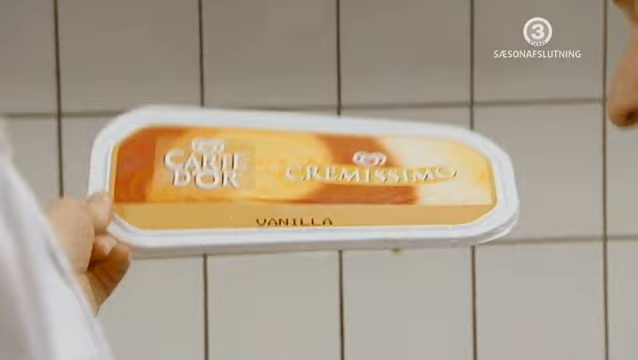 3
SÆSONAFSLUTNING
CARTE
D'OR
CREMISSIMO
VANILLA